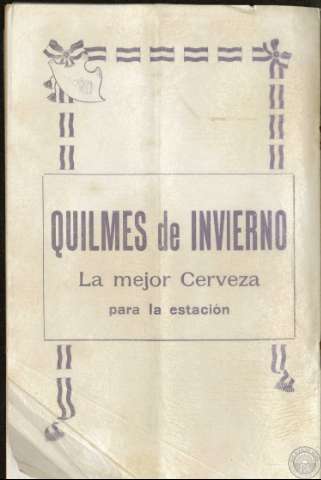 QUILMES de INVIERNO
La mejor Cerveza
para la estación